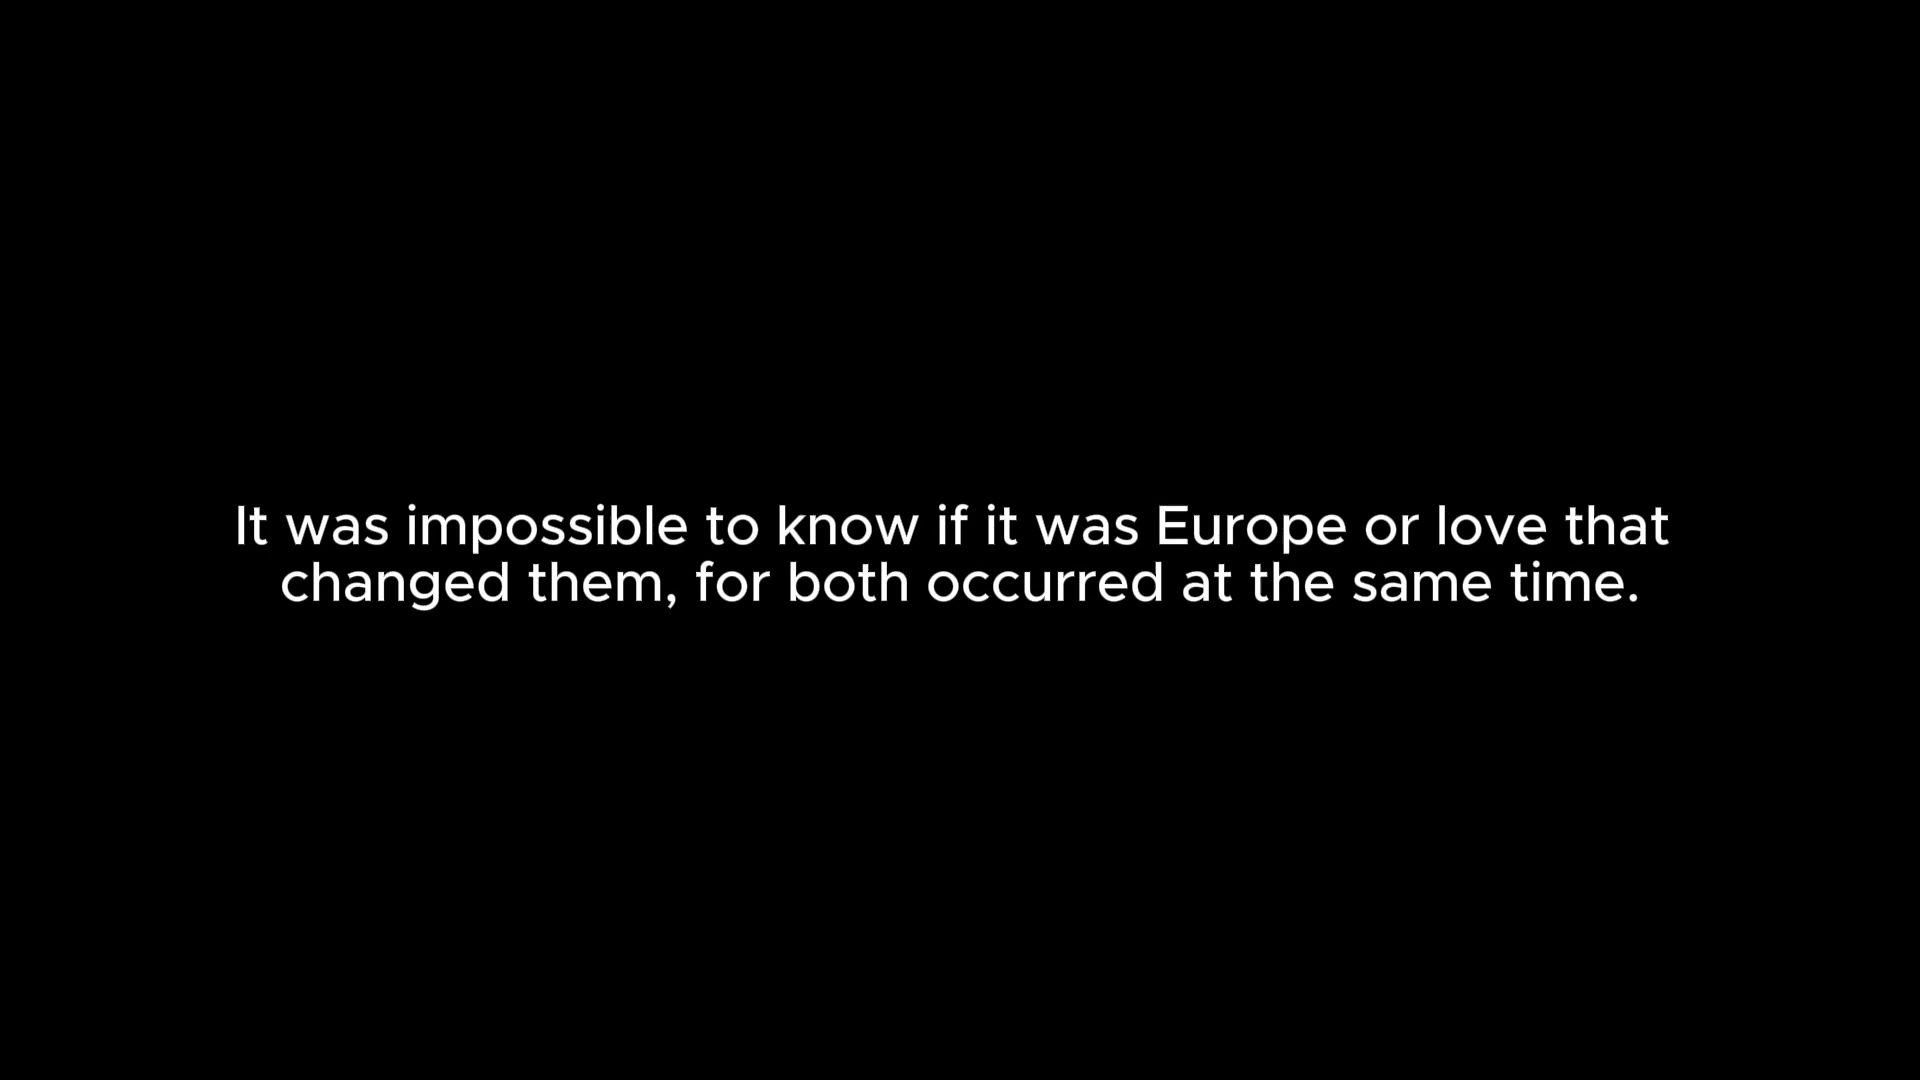 It was impossible to know if it was Europe or love that
changed them, for both occurred at the same time.